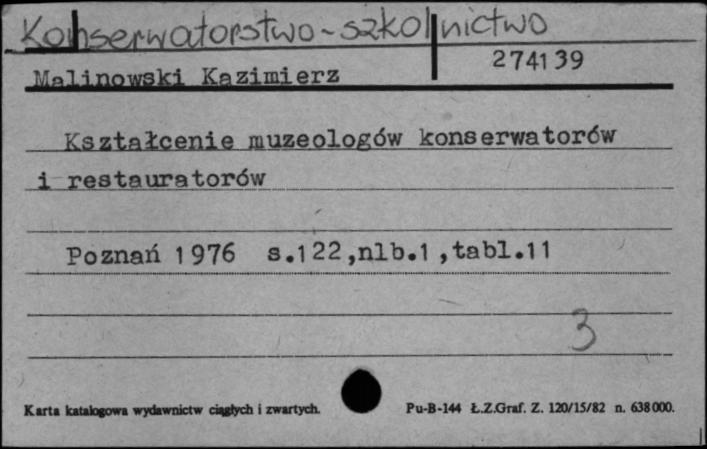 Konserwatorstwo-szkolnictwo
274139
Malinowski Kazimierz
Kształcenie muzeologów konserwatorów
i restauratorów
Poznań 1976 s.122,nlb.1,tabl.11
3
Karta katalogowa wydawnictw ciągłych i zwartych. Pu-B-144 Ł.Z.Graf. Z. 120/15/82 n. 638000.